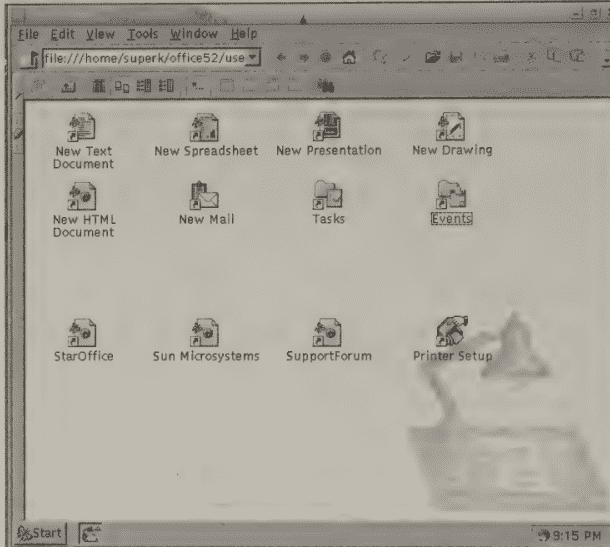 File Edit View Tools Window Help
file:///home/superk/office52/use
New Text Document
New Spreadsheet
New Presentation
New Drawing
New HTML Document
New Mail
Tasks
Events
StarOffice
Sun Microsystems
SupportForum
Printer Setup
Start
9:15 PM